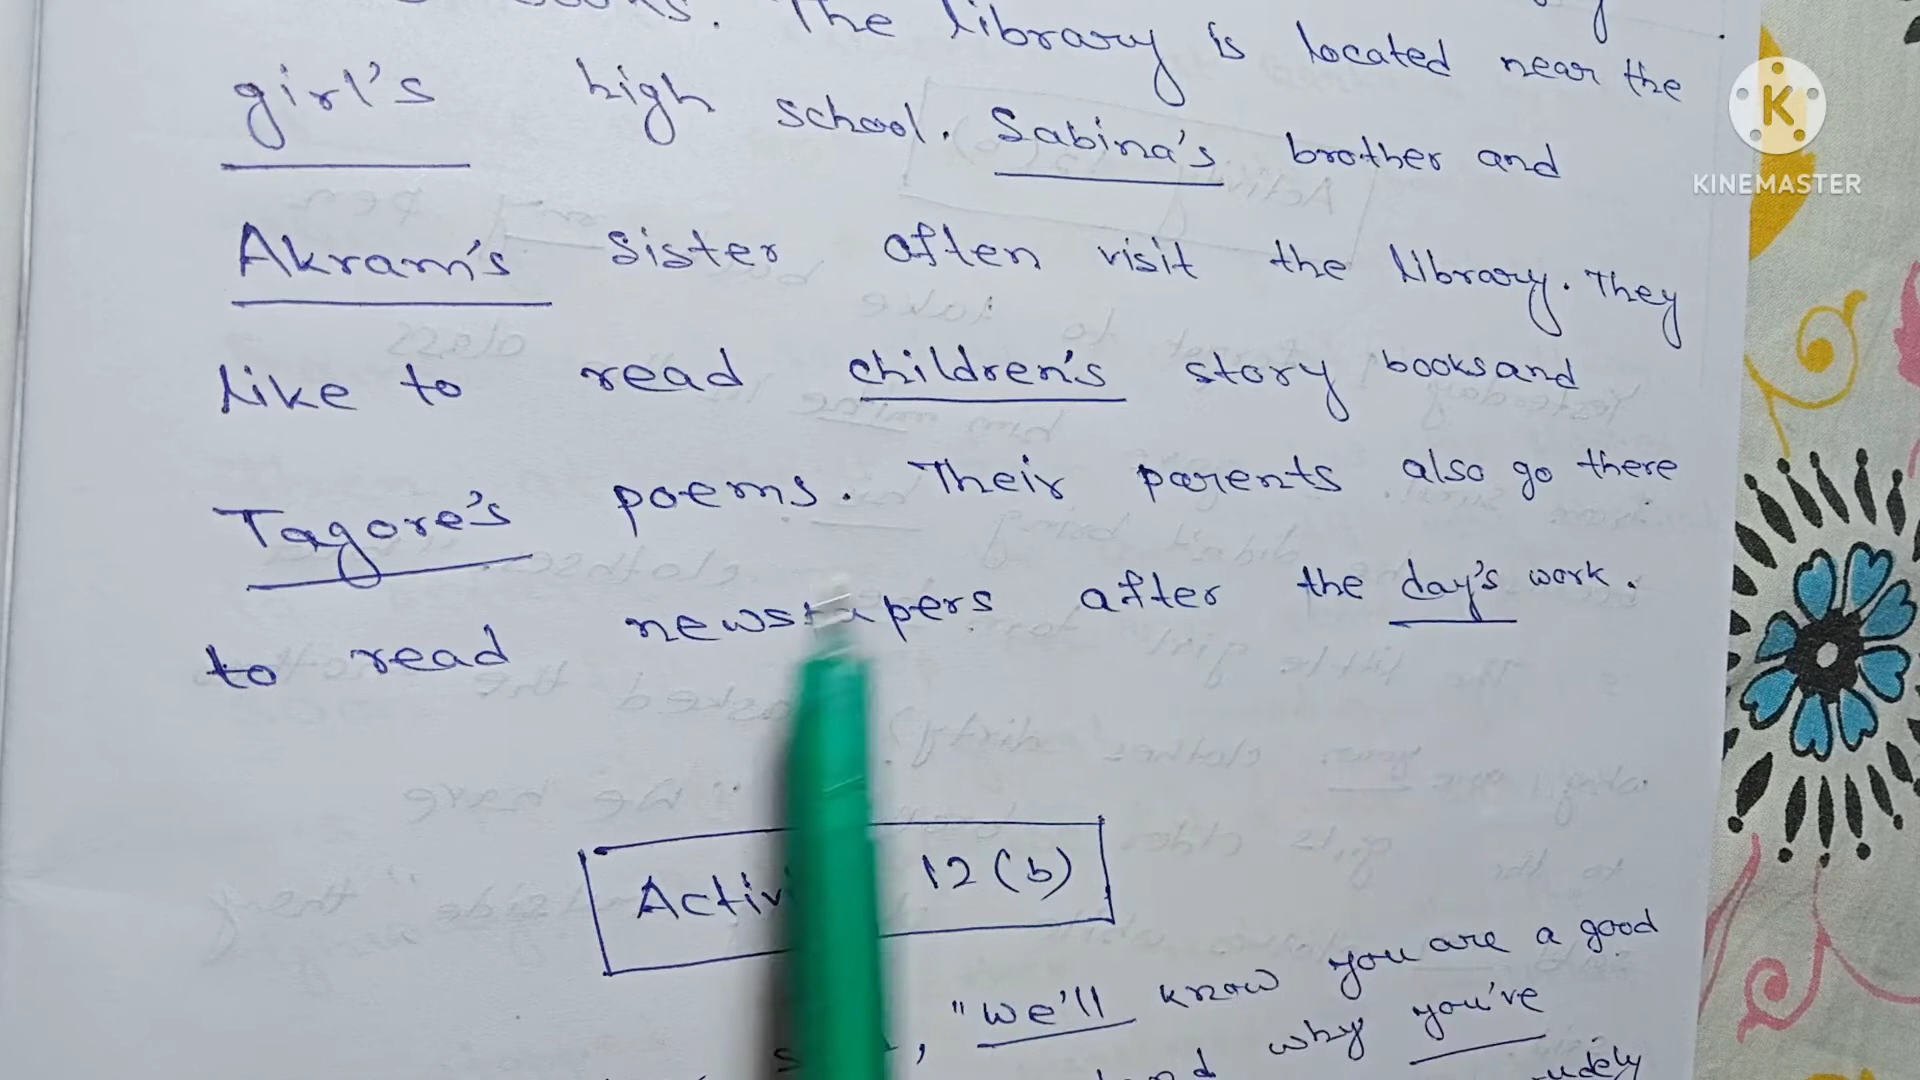 The library is located near the
girl's high school. Sabina's brother and
Akram's sister often visit the library. They
like to read children's story books and
Tagore's poems. Their parents also go there
to read newspapers after the day's work.
Activity 12 (b)
, "we'll know you are a good
why you've
K
KINEMASTER